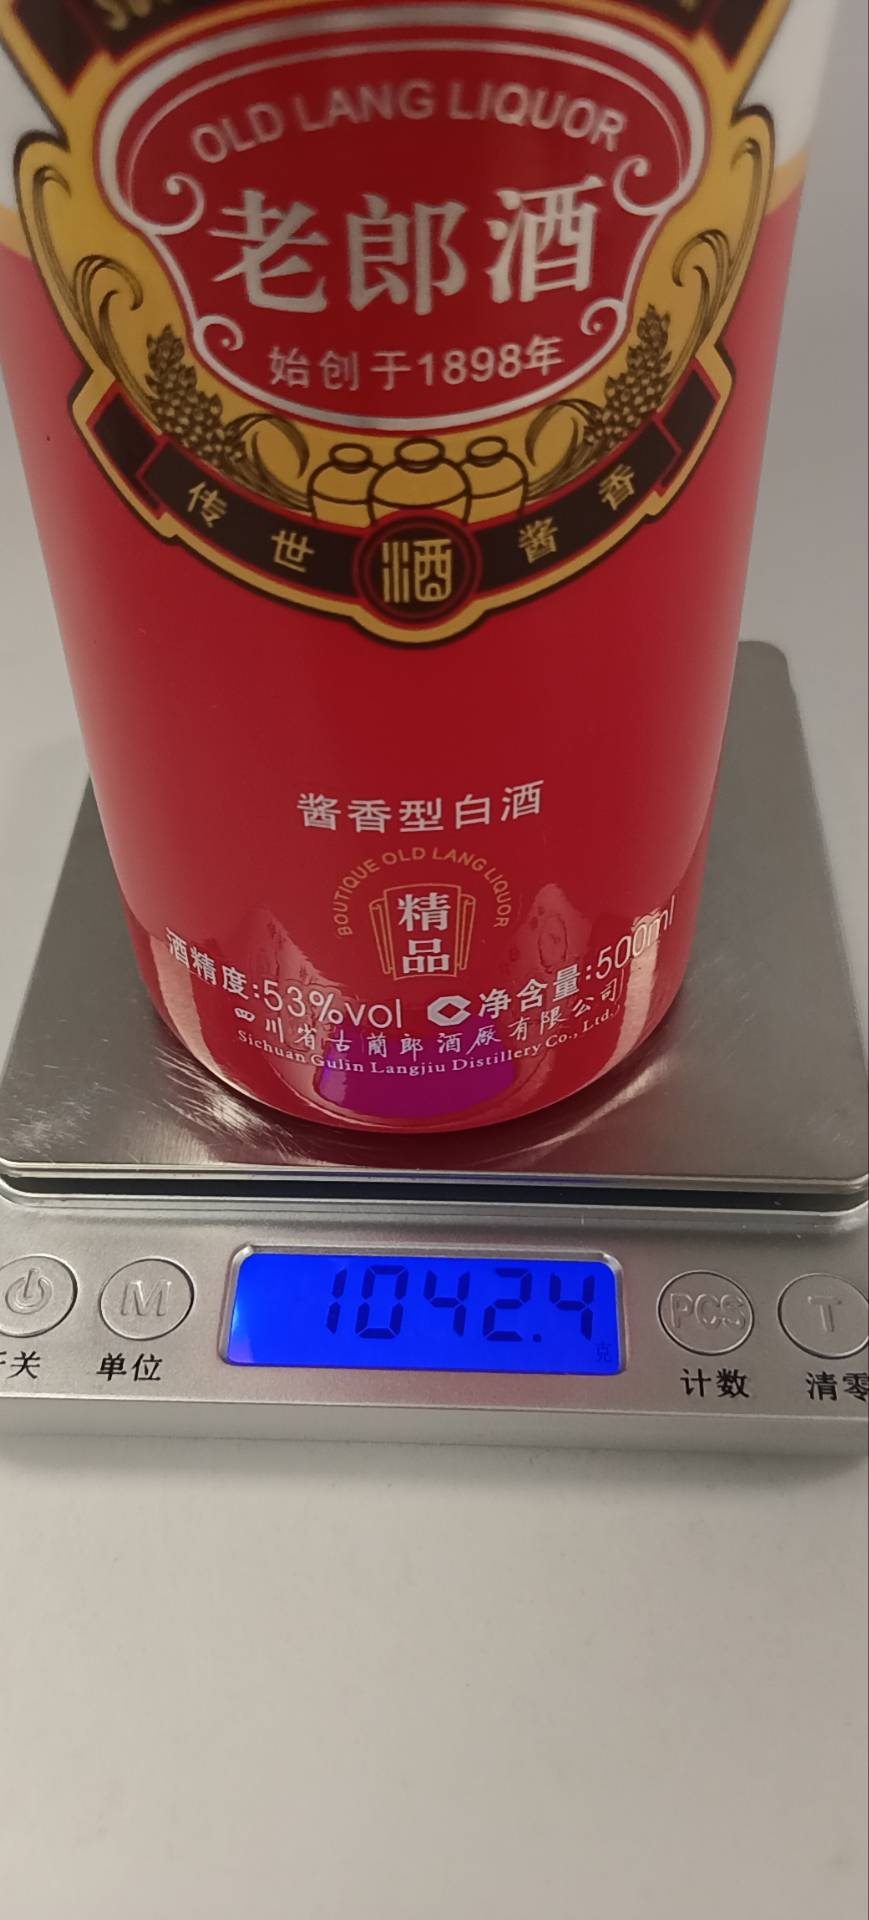 OLD LANG LIQUOR
老郎酒
始创于1898年
传世酒酱香
酱香型白酒
BOUTIQUE OLD LANG LIQUOR
精品
酒精度:53%vol 净含量:500ml
四川省古蔺郎酒厰有限公司
Sichuan Gulin Langjiu Distillery Co., Ltd.
1042.4
克
M PCS T
开关 单位 计数 清零